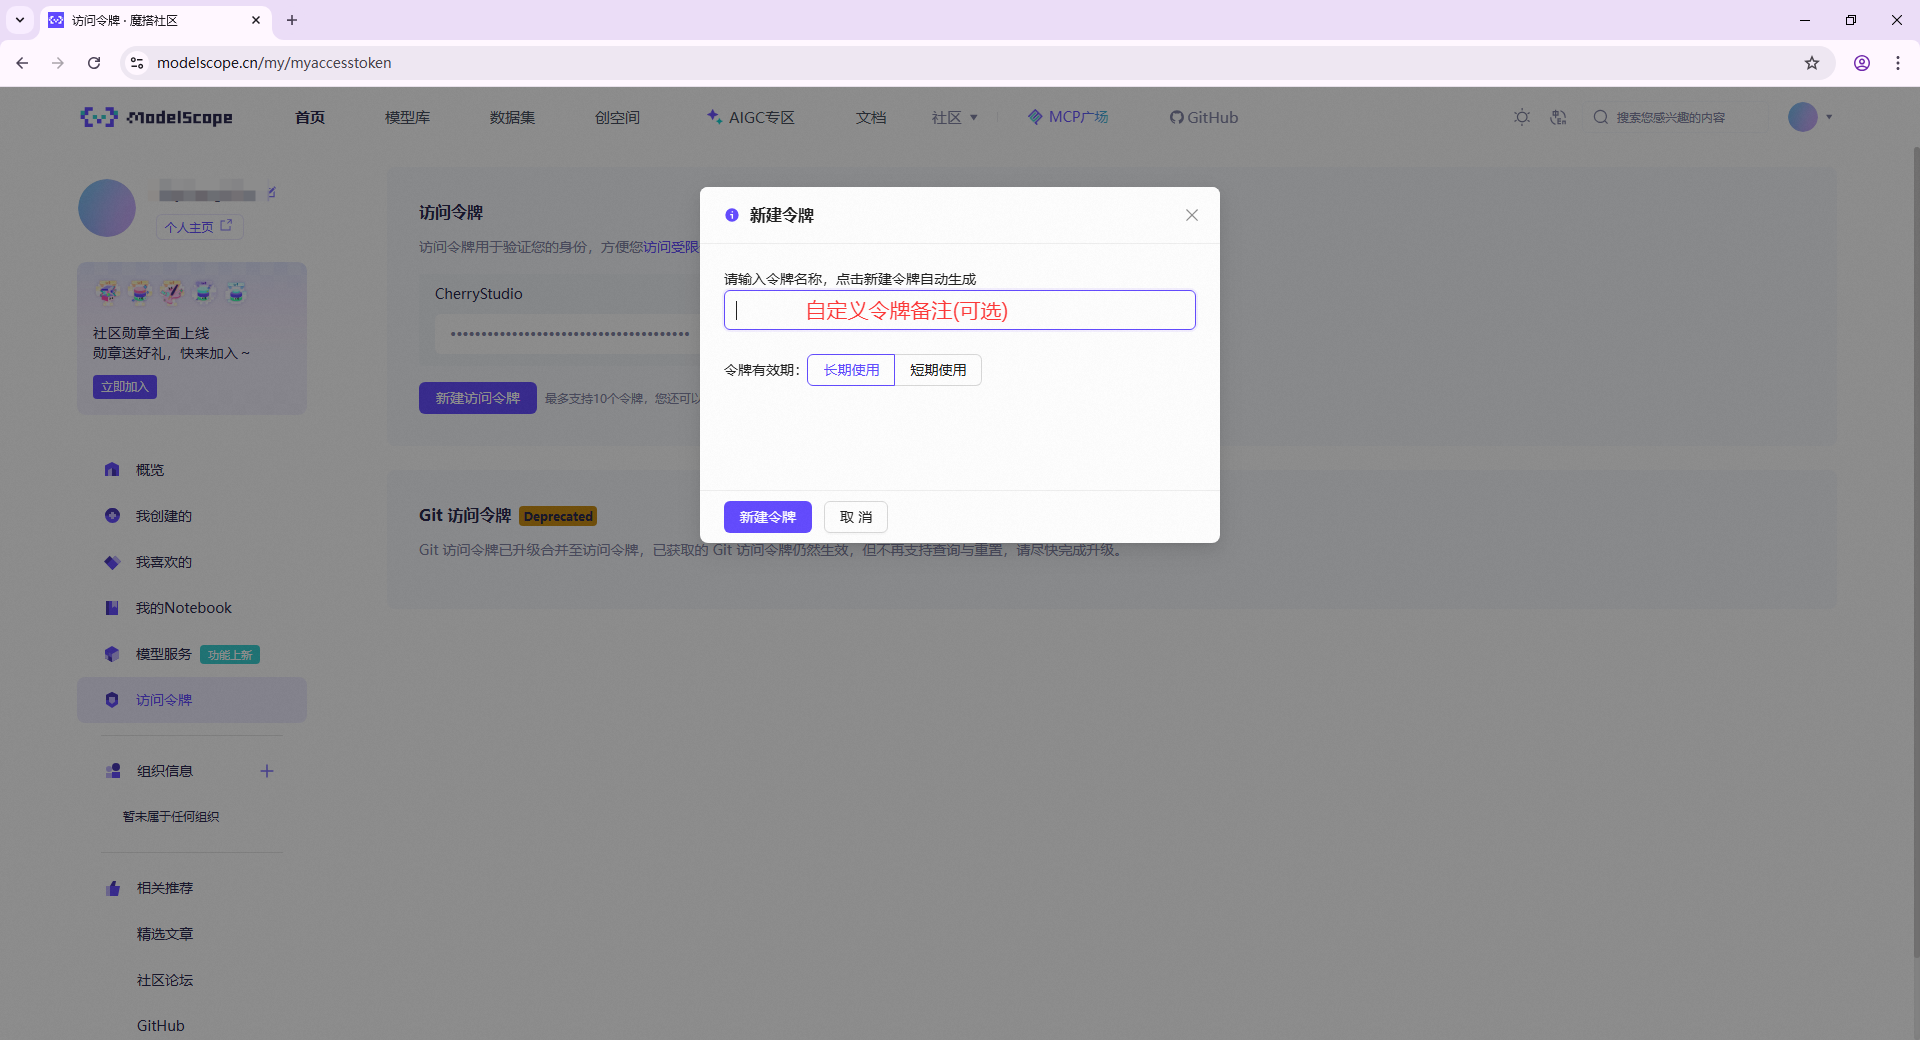 访问令牌 · 魔搭社区
modelscope.cn/my/myaccesstoken
ModelScope 首页 模型库 数据集 创空间 AIGC专区 文档 社区 MCP广场 GitHub 搜索您感兴趣的内容
个人主页
社区勋章全面上线
勋章送好礼，快来加入～
立即加入
概览
我创建的
我喜欢的
我的Notebook
模型服务 功能上新
访问令牌
组织信息
暂未属于任何组织
相关推荐
精选文章
社区论坛
GitHub
访问令牌
访问令牌用于验证您的身份，方便您访问受限
CherryStudio
新建访问令牌 最多支持10个令牌，您还可以
Git 访问令牌 Deprecated
Git 访问令牌已升级合并至访问令牌，已获取的 Git 访问令牌仍然生效，但不再支持查询与重置，请尽快完成升级。
新建令牌
请输入令牌名称，点击新建令牌自动生成
自定义令牌备注(可选)
令牌有效期： 长期使用 短期使用
新建令牌 取 消